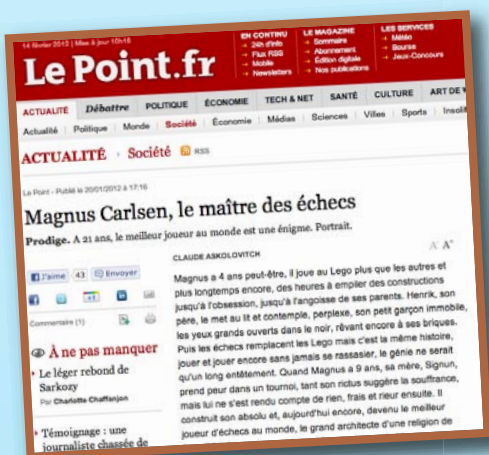 14 février 2012 | Mise à jour 10h16
Le Point.fr
EN CONTINU
24h d'info
Flux RSS
Mobile
Newsletters
LE MAGAZINE
Sommaire
Abonnement
Édition digitale
Nos publications
LES SERVICES
Météo
Bourse
Jeux-Concours
ACTUALITÉ Débattre POLITIQUE ÉCONOMIE TECH & NET SANTÉ CULTURE ART DE
Actualité Politique Monde Société Économie Médias Sciences Villes Sports Insolit
ACTUALITÉ Société RSS
Le Point - Publié le 20/01/2012 à 17:16
Magnus Carlsen, le maître des échecs
Prodige. A 21 ans, le meilleur joueur au monde est une énigme. Portrait.
J'aime 43 Envoyer
Commentaire (1)
À ne pas manquer
Le léger rebond de
Sarkozy
Par Charlotte Chaffanjon
Témoignage : une
journaliste chassée de
CLAUDE ASKOLOVITCH
A A+
Magnus a 4 ans peut-être, il joue au Lego plus que les autres et
plus longtemps encore, des heures à empiler des constructions
jusqu'à l'obsession, jusqu'à l'angoisse de ses parents. Henrik, son
père, le met au lit et contemple, perplexe, son petit garçon immobile,
les yeux grands ouverts dans le noir, rêvant encore à ses briques.
Puis les échecs remplacent les Lego mais c'est la même histoire,
jouer et jouer encore sans jamais se rassasier, le génie ne serait
qu'un long entêtement. Quand Magnus a 9 ans, sa mère, Signun,
prend peur dans un tournoi, tant son rictus suggère la souffrance,
mais lui ne s'est rendu compte de rien, frais et rieur ensuite. Il
construit son absolu et, aujourd'hui encore, devenu le meilleur
joueur d'échecs au monde, le grand architecte d'une religion de